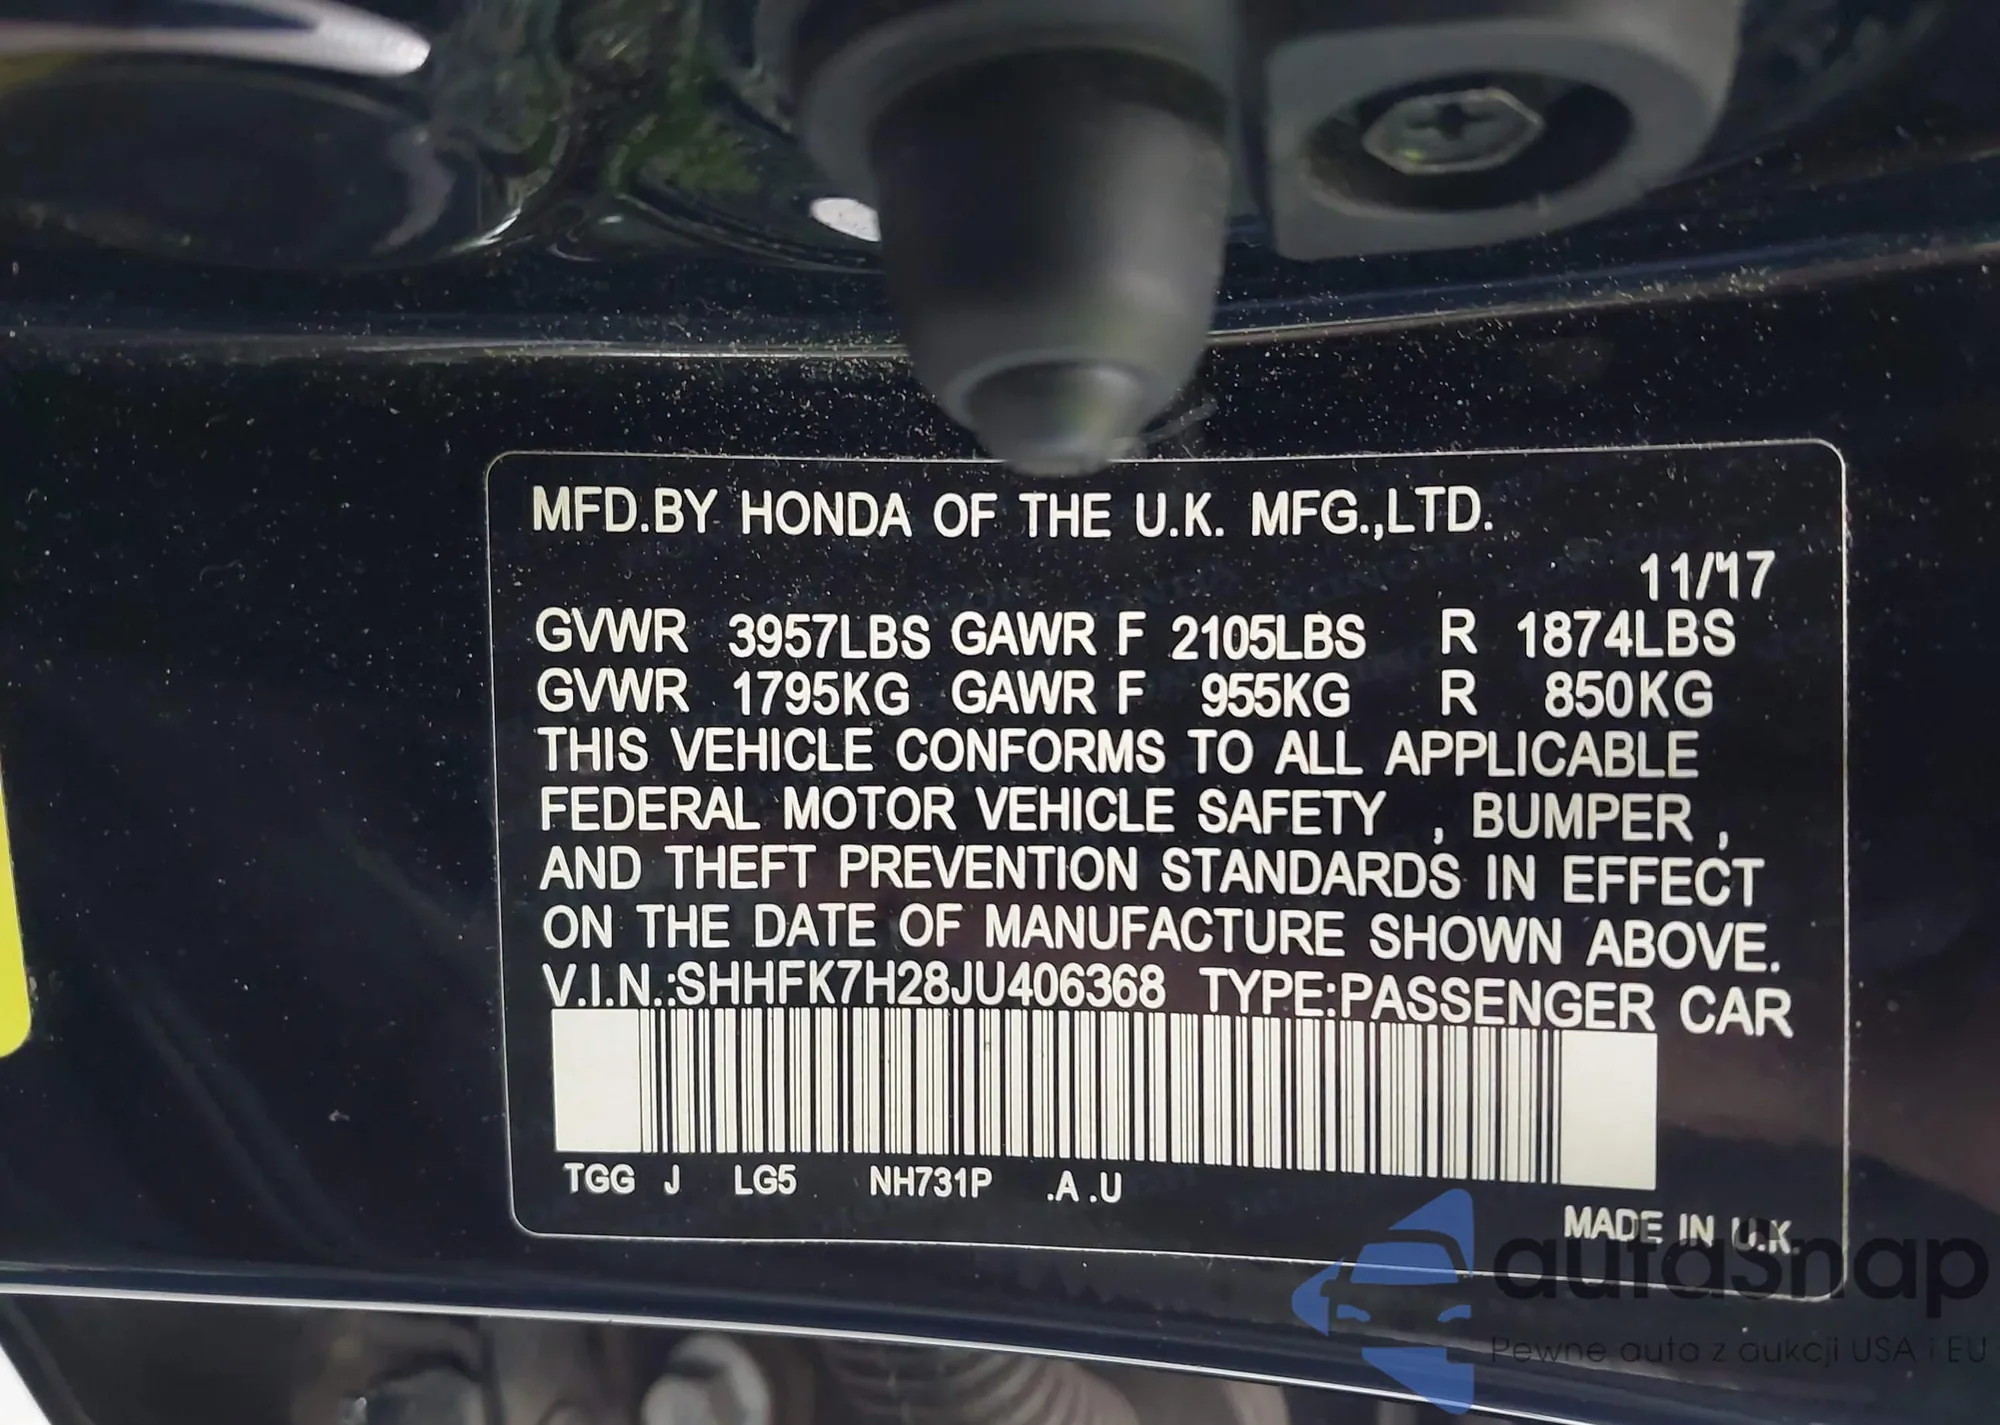 MFD.BY HONDA OF THE U.K. MFG.,LTD.
11/'17
GVWR 3957LBS GAWR F 2105LBS R 1874LBS
GVWR 1795KG GAWR F 955KG R 850KG
THIS VEHICLE CONFORMS TO ALL APPLICABLE
FEDERAL MOTOR VEHICLE SAFETY , BUMPER ,
AND THEFT PREVENTION STANDARDS IN EFFECT
ON THE DATE OF MANUFACTURE SHOWN ABOVE.
V.I.N.:SHHFK7H28JU406368 TYPE:PASSENGER CAR
TGG J LG5 NH731P .A .U
MADE IN U.K.
autasnap
Pewne auta z aukcji USA i EU